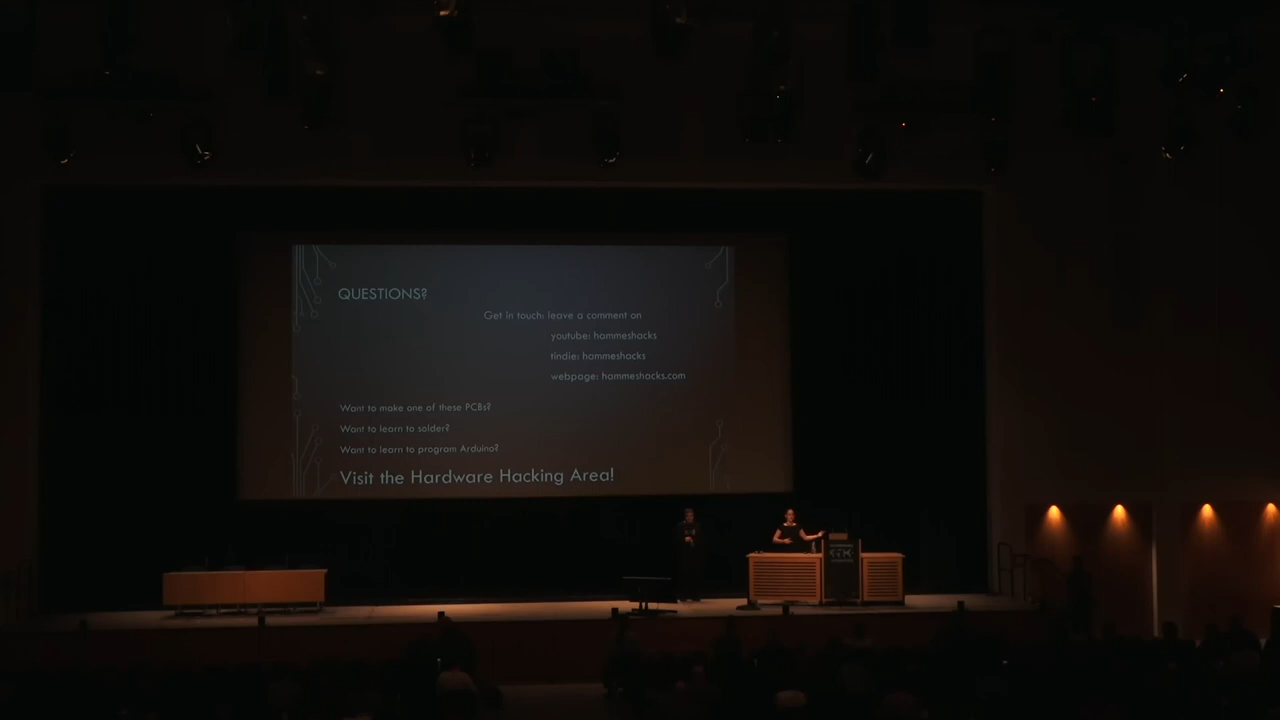 QUESTIONS?
Get in touch: leave a comment on
youtube: hammeshacks
tindie: hammeshacks
webpage: hammeshacks.com
Want to make one of these PCBs?
Want to learn to solder?
Want to learn to program Arduino?
Visit the Hardware Hacking Area!